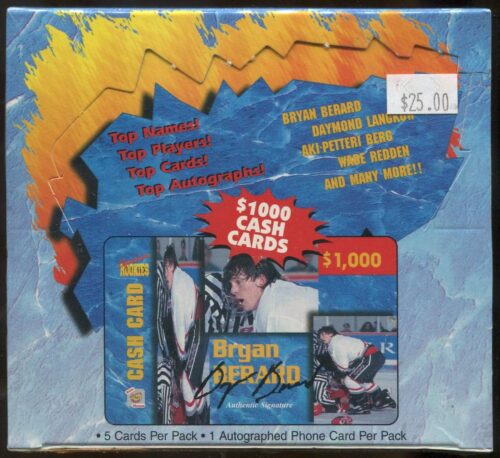 $25.00
Top Names!
Top Players!
Top Cards!
Top Autographs!
BRYAN BERARD
DAYMOND LANGKOW
AKI-PETTERI BERG
WADE REDDEN
AND MANY MORE!!
$1000
CASH
CARDS
$1,000
ROOKIES
CASH CARD
Bryan
BERARD
Authentic Signature
• 5 Cards Per Pack • 1 Autographed Phone Card Per Pack